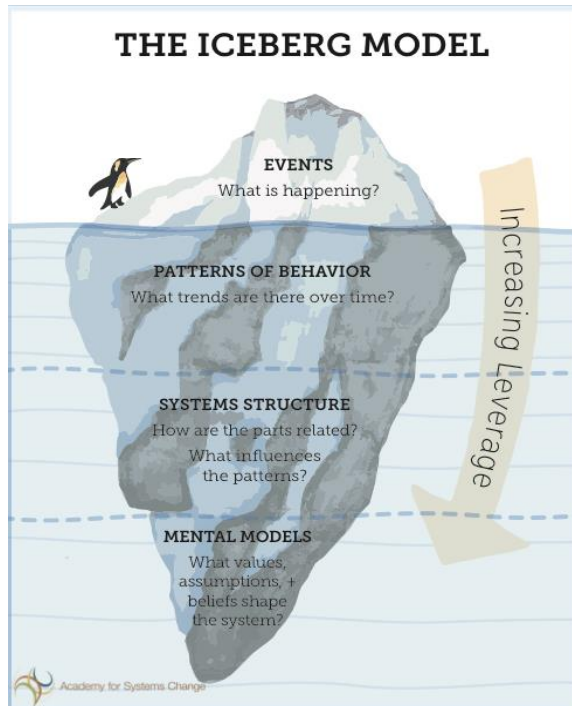 THE ICEBERG MODEL
EVENTS
What is happening?
PATTERNS OF BEHAVIOR
What trends are there over time?
SYSTEMS STRUCTURE
How are the parts related?
What influences
the patterns?
MENTAL MODELS
What values,
assumptions, +
beliefs shape
the system?
Increasing Leverage
Academy for Systems Change